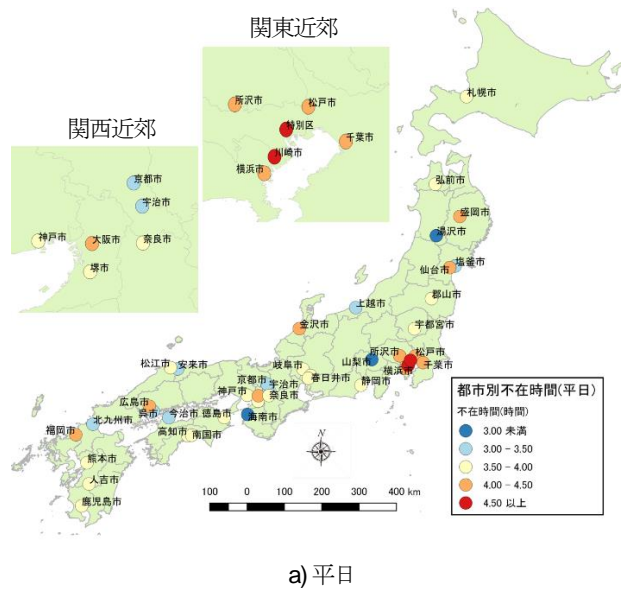 関東近郊
所沢市
松戸市
特別区
千葉市
川崎市
横浜市
関西近郊
京都市
宇治市
神戸市
大阪市
奈良市
堺市
札幌市
弘前市
盛岡市
湯沢市
仙台市
塩釜市
郡山市
上越市
宇都宮市
金沢市
所沢市
松戸市
山梨市
横浜市
千葉市
松江市
安来市
岐阜市
春日井市
静岡市
京都市
宇治市
神戸市
奈良市
広島市
呉市
今治市
徳島市
海南市
福岡市
北九州市
高知市
南国市
熊本市
人吉市
鹿児島市
N
100
0
100
200
300
400 km
都市別不在時間(平日)
不在時間(時間)
3.00 未満
3.00 - 3.50
3.50 - 4.00
4.00 - 4.50
4.50 以上
a) 平日